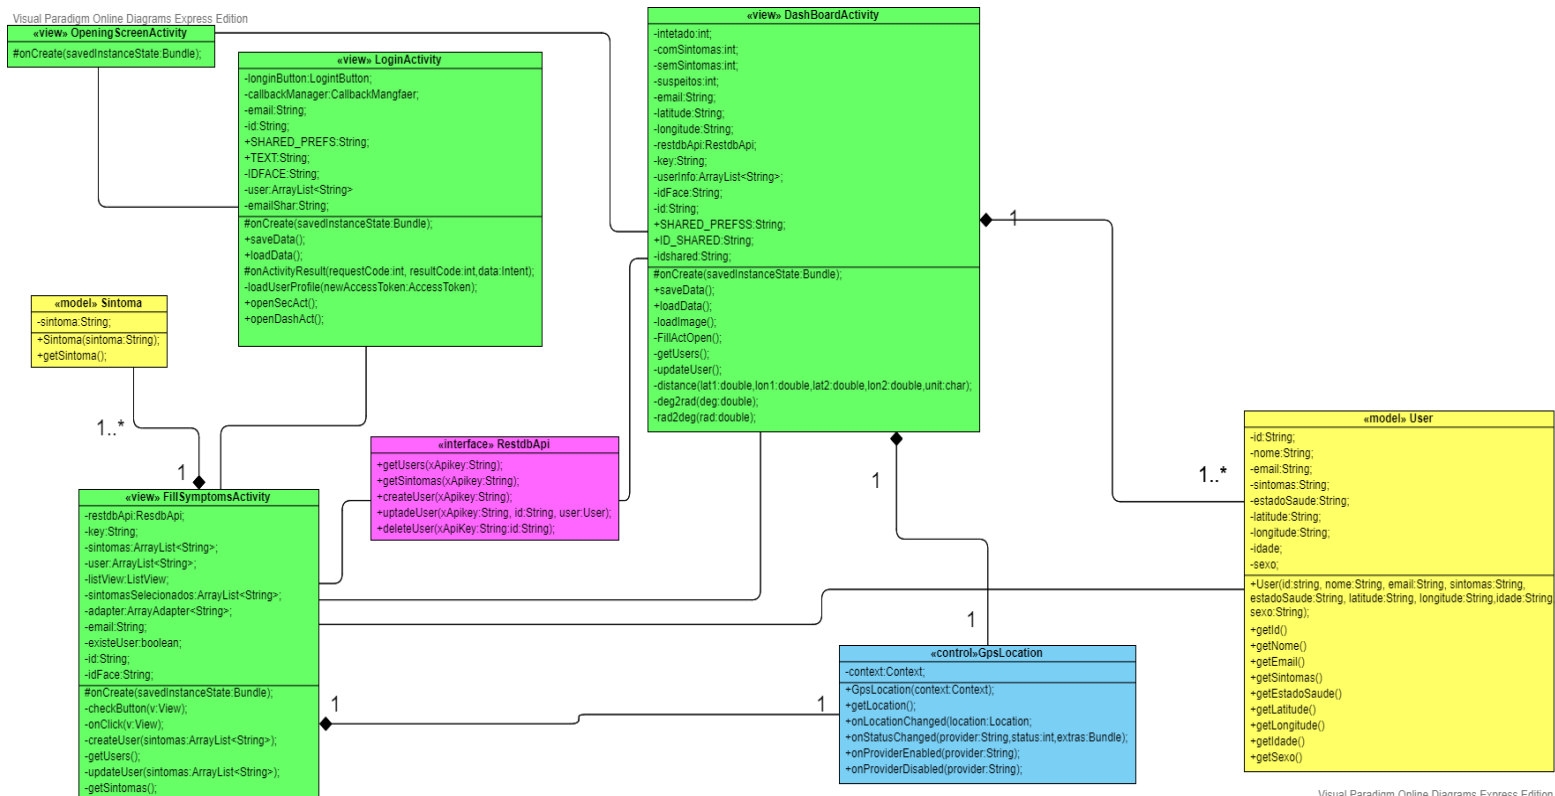 Visual Paradigm Online Diagrams Express Edition
«view» OpeningScreenActivity
#onCreate(savedInstanceState:Bundle);
«view» LoginActivity
-longinButton:LogintButton;
-callbackManager:CallbackMangfaer;
-email:String;
-id:String;
+SHARED_PREFS:String;
+TEXT:String;
-IDFACE:String;
-user:ArrayList<String>
-emailShar:String;
#onCreate(savedInstanceState:Bundle);
+saveData();
+loadData();
#onActivityResult(requestCode:int, resultCode:int,data:Intent);
-loadUserProfile(newAccessToken:AccessToken);
+openSecAct();
+openDashAct();
«view» DashBoardActivity
-intetado:int;
-comSintomas:int;
-semSintomas:int;
-suspeitos:int;
-email:String;
-latitude:String;
-longitude:String;
-restdbApi:RestdbApi;
-key:String;
-userInfo:ArrayList<String>;
-idFace:String;
-id:String;
+SHARED_PREFSS:String;
+ID_SHARED:String;
-idshared:String;
#onCreate(savedInstanceState:Bundle);
+saveData();
+loadData();
-loadImage();
-FillActOpen();
-getUsers();
-updateUser();
-distance(lat1:double,lon1:double,lat2:double,lon2:double,unit:char);
-deg2rad(deg:double);
-rad2deg(rad:double);
1
1..*
«model» Sintoma
-sintoma:String;
+Sintoma(sintoma:String);
+getSintoma();
1..*
1
«interface» RestdbApi
+getUsers(xApikey:String);
+getSintomas(xApikey:String);
+createUser(xApikey:String);
+uptadeUser(xApikey:String, id:String, user:User);
+deleteUser(xApiKey:String:id:String);
1
1
«model» User
-id:String;
-nome:String;
-email:String;
-sintomas:String;
-estadoSaude:String;
-latitude:String;
-longitude:String;
-idade;
-sexo;
+User(id:string, nome:String, email:String, sintomas:String,
estadoSaude:String, latitude:String, longitude:String,idade:String
sexo:String);
+getId()
+getNome()
+getEmail()
+getSintomas()
+getEstadoSaude()
+getLatitude()
+getLongitude()
+getIdade()
+getSexo()
«view» FillSymptomsActivity
-restdbApi:ResdbApi;
-key:String;
-sintomas:ArrayList<String>;
-user:ArrayList<String>;
-listView:ListView;
-sintomasSelecionados:ArrayList<String>;
-adapter:ArrayAdapter<String>;
-email:String;
-existeUser:boolean;
-id:String;
-idFace:String;
#onCreate(savedInstanceState:Bundle);
-checkButton(v:View);
-onClick(v:View);
-createUser(sintomas:ArrayList<String>);
-getUsers();
-updateUser(sintomas:ArrayList<String>);
-getSintomas();
1
1
«control»GpsLocation
-context:Context;
+GpsLocation(context:Context);
+getLocation();
+onLocationChanged(location:Location;
+onStatusChanged(provider:String,status:int,extras:Bundle);
+onProviderEnabled(provider:String);
+onProviderDisabled(provider:String);
Visual Paradigm Online Diagrams Express Edition